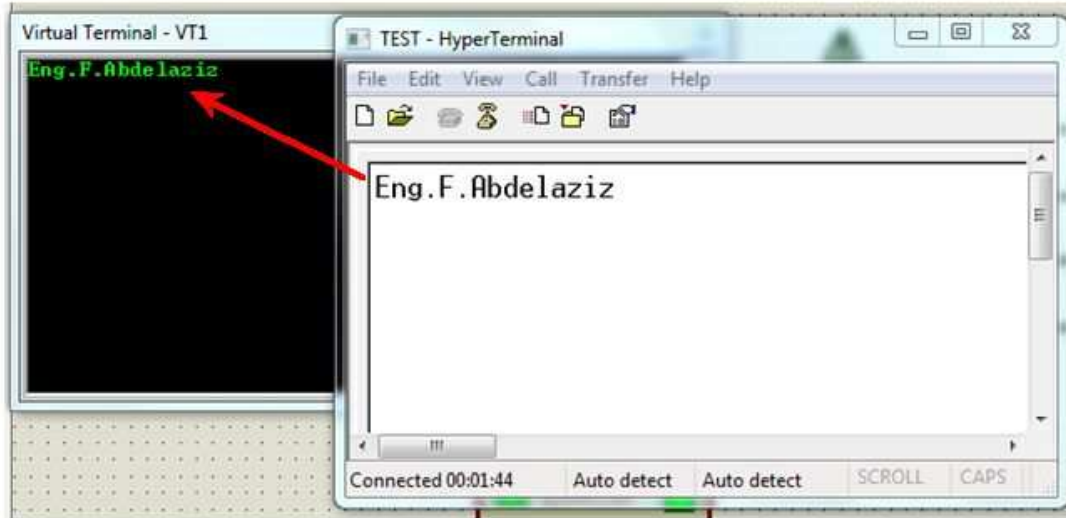 Virtual Terminal - VT1
Eng.F.Abdelaziz
TEST - HyperTerminal
File Edit View Call Transfer Help
Eng.F.Abdelaziz
Connected 00:01:44 Auto detect Auto detect SCROLL CAPS